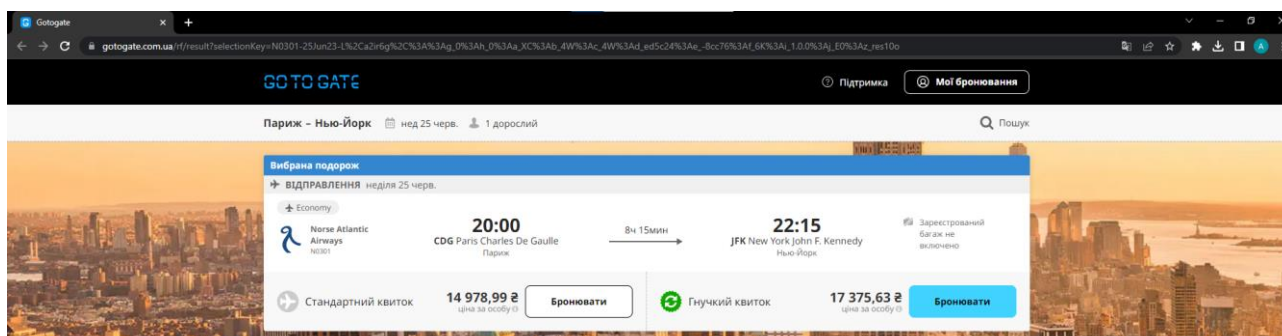 Gotogate
gotogate.com.ua/rf/result?selectionKey=N0301-25Jun23-L%2Ca2ir6g%2C%3A%3Ag_0%3Ah_0%3Aa_XC%3Ab_4W%3Ac_4W%3Ad_ed5c24%3Ae_-8cc76%3Af_6K%3Ai_1.0.0%3Aj_E0%3Az_res10o
A
GO TO GATE
Підтримка
Мої бронювання
Париж – Нью-Йорк нед 25 черв. 1 дорослий
Пошук
Вибрана подорож
ВІДПРАВЛЕННЯ неділя 25 черв.
Economy
Norse Atlantic
Airways
N0301
20:00
CDG Paris Charles De Gaulle
Париж
8ч 15мин
22:15
JFK New York John F. Kennedy
Нью-Йорк
Зареєстрований
багаж не
включено
Стандартний квиток
14 978,99 ₴
ціна за особу
Бронювати
Гнучкий квиток
17 375,63 ₴
ціна за особу
Бронювати